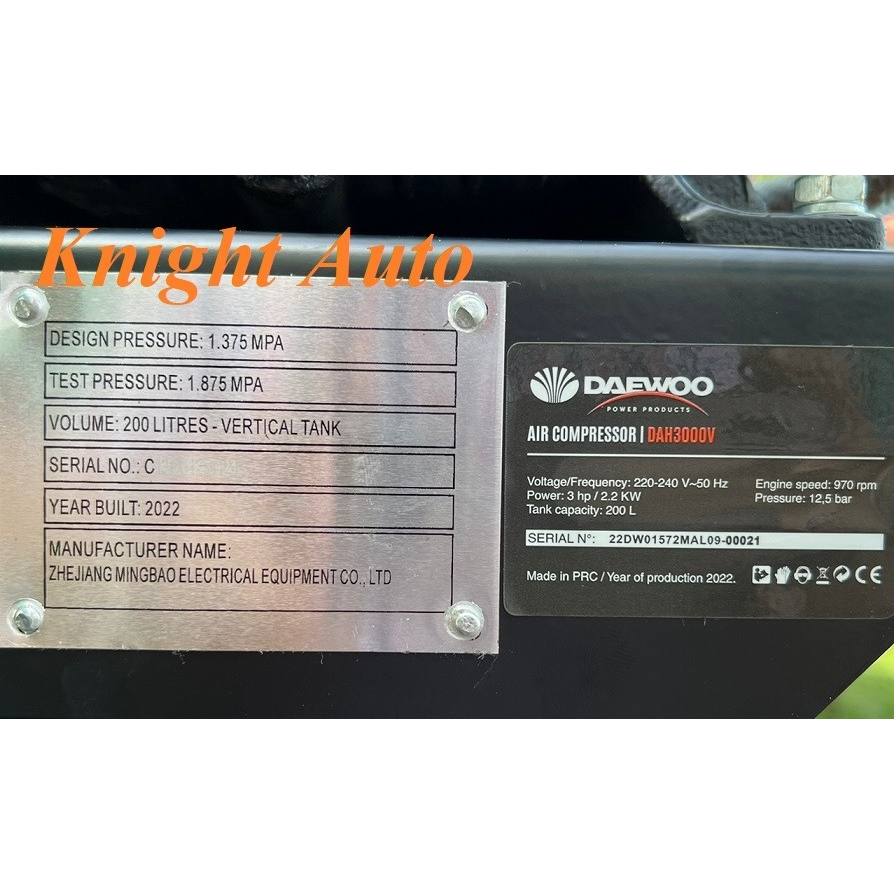 Knight Auto
DESIGN PRESSURE: 1.375 MPA
TEST PRESSURE: 1.875 MPA
VOLUME: 200 LITRES - VERTICAL TANK
SERIAL NO.: C
YEAR BUILT: 2022
MANUFACTURER NAME:
ZHEJIANG MINGBAO ELECTRICAL EQUIPMENT CO., LTD
DAEWOO
POWER PRODUCTS
AIR COMPRESSOR | DAH3000V
Voltage/Frequency: 220-240 V~50 Hz
Power: 3 hp / 2.2 KW
Tank capacity: 200 L
Engine speed: 970 rpm
Pressure: 12,5 bar
SERIAL N°: 22DW01572MAL09-00021
Made in PRC / Year of production 2022.
CE